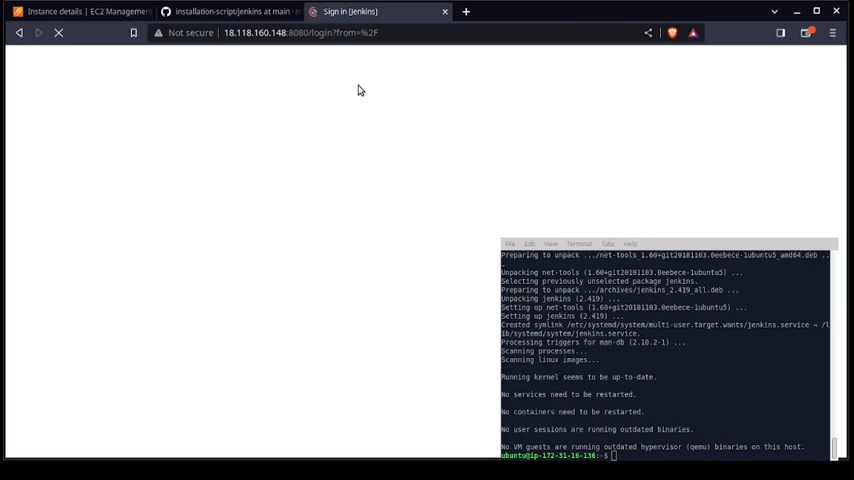 Instance details | EC2 Management
installation-script/jenkins at main · n
Sign in [Jenkins]
Not secure
18.118.160.148:8080/login?from=%2F
File Edit View Terminal Tabs Help
Preparing to unpack .../net-tools_1.60+git20181103.0eebece-1ubuntu5_amd64.deb ..
.
Unpacking net-tools (1.60+git20181103.0eebece-1ubuntu5) ...
Selecting previously unselected package jenkins.
Preparing to unpack .../archives/jenkins_2.419_all.deb ...
Unpacking jenkins (2.419) ...
Setting up net-tools (1.60+git20181103.0eebece-1ubuntu5) ...
Setting up jenkins (2.419) ...
Created symlink /etc/systemd/system/multi-user.target.wants/jenkins.service → /l
ib/systemd/system/jenkins.service.
Processing triggers for man-db (2.10.2-1) ...
Scanning processes...
Scanning linux images...
Running kernel seems to be up-to-date.
No services need to be restarted.
No containers need to be restarted.
No user sessions are running outdated binaries.
No VM guests are running outdated hypervisor (qemu) binaries on this host.
ubuntu@ip-172-31-16-136:~$